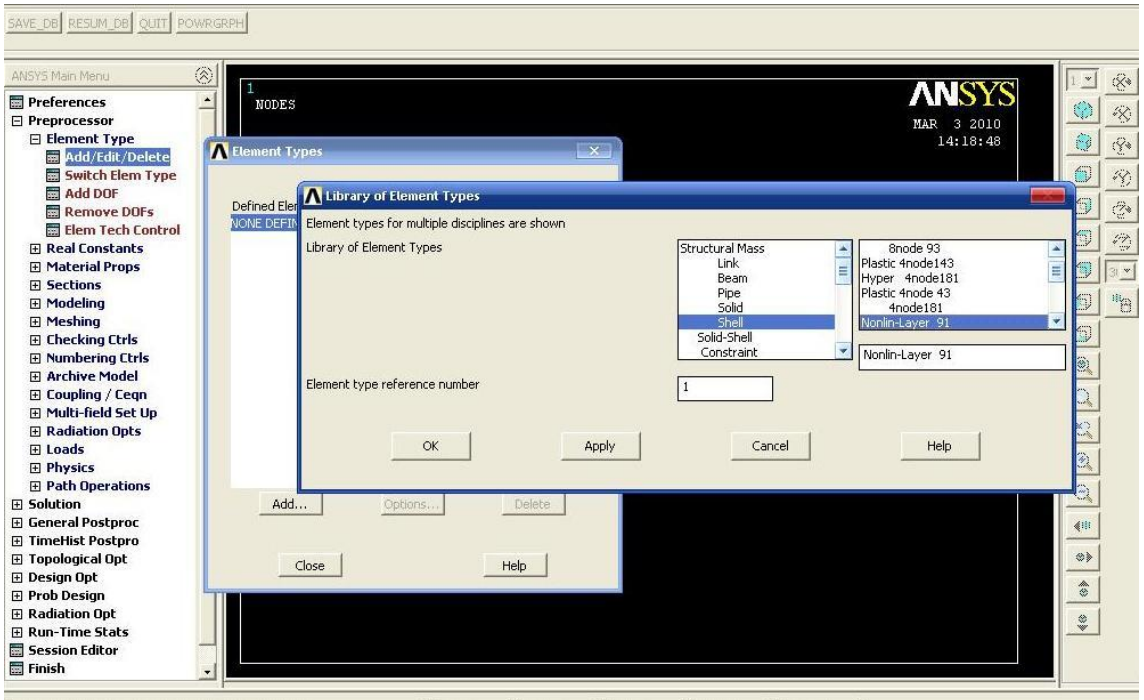 SAVE_DB RESUM_DB QUIT POWRGRPH
ANSYS Main Menu
Preferences
Preprocessor
Element Type
Add/Edit/Delete
Switch Elem Type
Add DOF
Remove DOFs
Elem Tech Control
Real Constants
Material Props
Sections
Modeling
Meshing
Checking Ctrls
Numbering Ctrls
Archive Model
Coupling / Ceqn
Multi-field Set Up
Radiation Opts
Loads
Physics
Path Operations
Solution
General Postproc
TimeHist Postpro
Topological Opt
Design Opt
Prob Design
Radiation Opt
Run-Time Stats
Session Editor
Finish
1
NODES
ANSYS
MAR 3 2010
14:18:48
Element Types
Defined Ele
NONE DEFIN
Add...
Options...
Delete
Close
Help
Library of Element Types
Element types for multiple disciplines are shown
Library of Element Types
Structural Mass
Link
Beam
Pipe
Solid
Shell
Solid-Shell
Constraint
8node 93
Plastic 4node143
Hyper 4node181
Plastic 4node 43
4node181
Nonlin-Layer 91
Nonlin-Layer 91
Element type reference number
1
OK
Apply
Cancel
Help
1